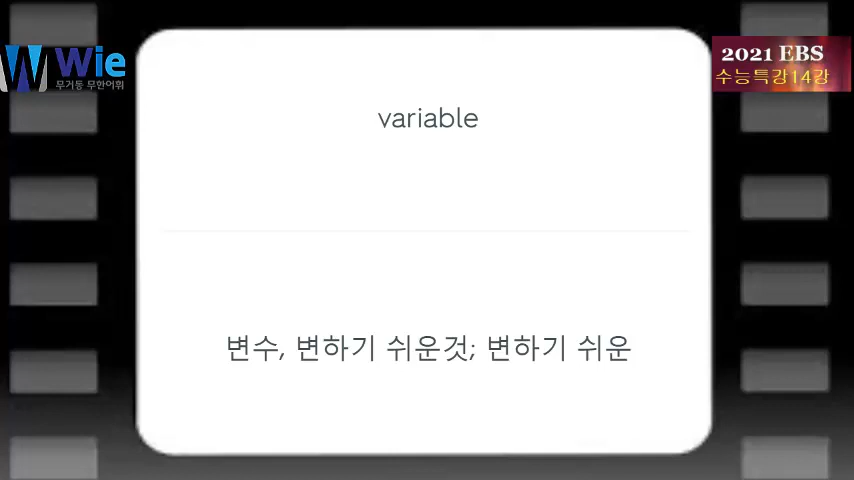 Wie
무거동 무한어휘
2021 EBS
수능특강14강
variable
변수, 변하기 쉬운것; 변하기 쉬운